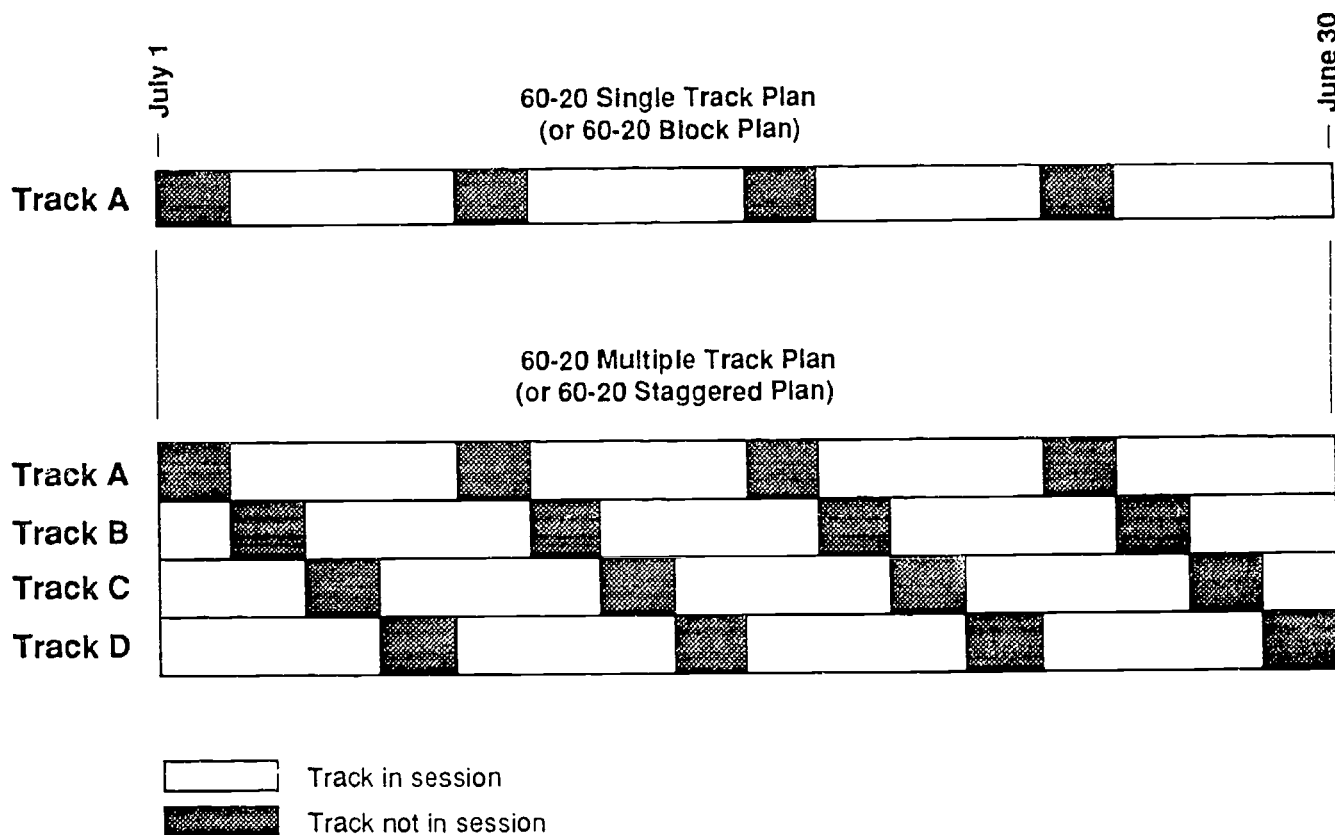 July 1
June 30
60-20 Single Track Plan
(or 60-20 Block Plan)
Track A
60-20 Multiple Track Plan
(or 60-20 Staggered Plan)
Track A
Track B
Track C
Track D
Track in session
Track not in session